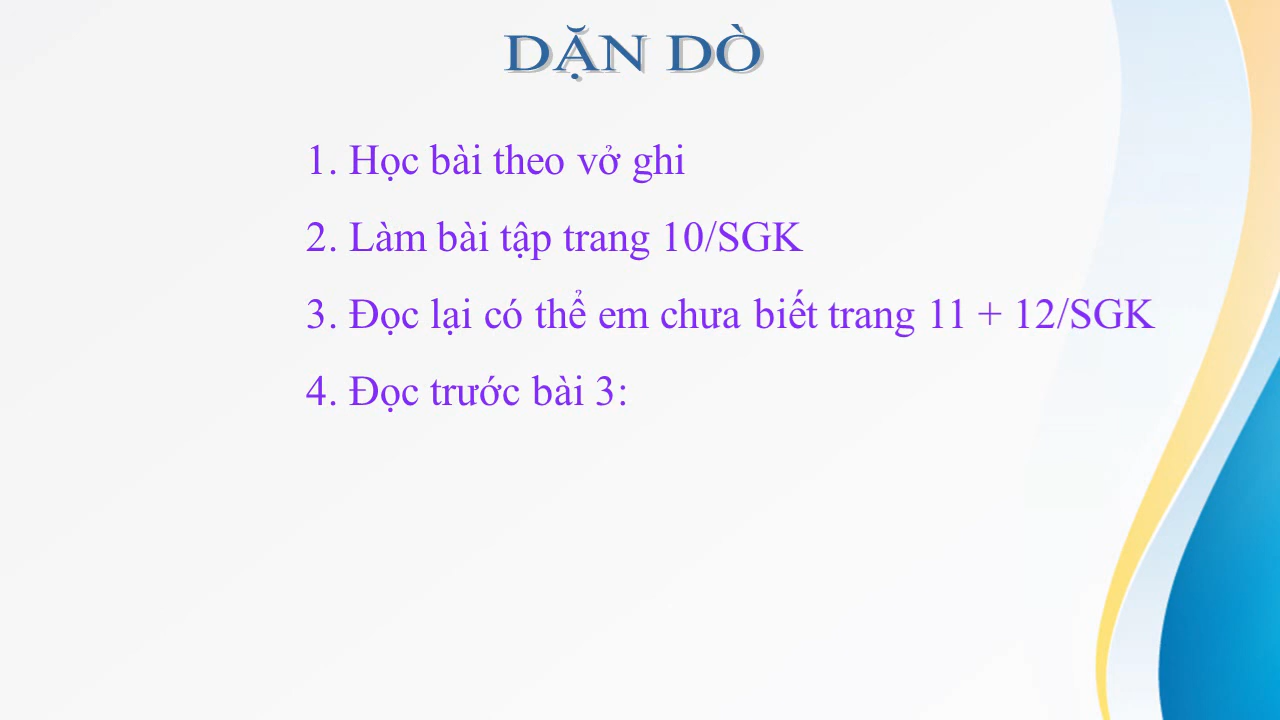 DẶN DÒ
1. Học bài theo vở ghi
2. Làm bài tập trang 10/SGK
3. Đọc lại có thể em chưa biết trang 11 + 12/SGK
4. Đọc trước bài 3: